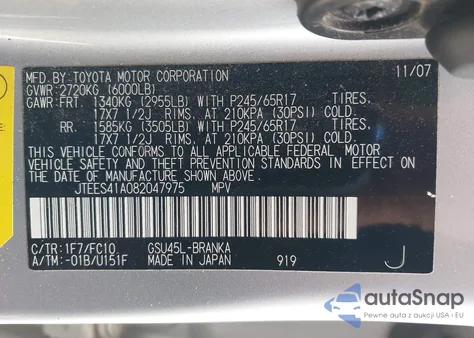 MFD.BY: TOYOTA MOTOR CORPORATION 11/07
GVWR: 2720KG (6000LB)
GAWR: FRT. 1340KG (2955LB) WITH P245/65R17 TIRES,
17X7 1/2J RIMS, AT 210KPA (30PSI) COLD.
RR. 1585KG (3505LB) WITH P245/65R17 TIRES,
17X7 1/2J RIMS, AT 210KPA (30PSI) COLD.
THIS VEHICLE CONFORMS TO ALL APPLICABLE FEDERAL MOTOR
VEHICLE SAFETY AND THEFT PREVENTION STANDARDS IN EFFECT ON
THE DATE OF MANUFACTURE SHOWN ABOVE.
JTEES41A082047975 MPV
C/TR: 1F7/FC10 GSU45L-BRANKA
A/TM: -01B/U151F MADE IN JAPAN 919 J
autoSnap
Pewne auta z aukcji USA i EU